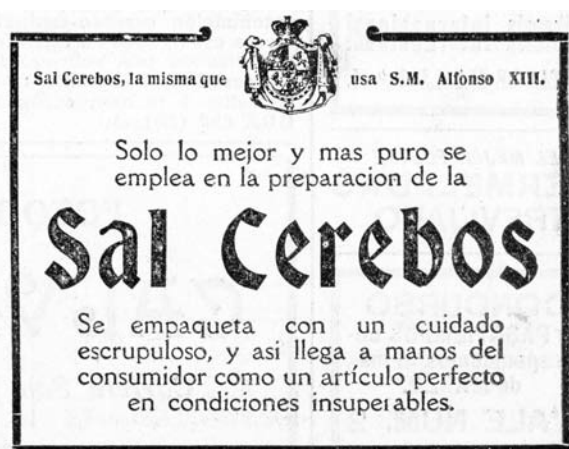 Sal Cerebos, la misma que usa S.M. Alfonso XIII.
Solo lo mejor y mas puro se
emplea en la preparacion de la
Sal Cerebos
Se empaqueta con un cuidado
escrupuloso, y asi llega a manos del
consumidor como un artículo perfecto
en condiciones insuperables.